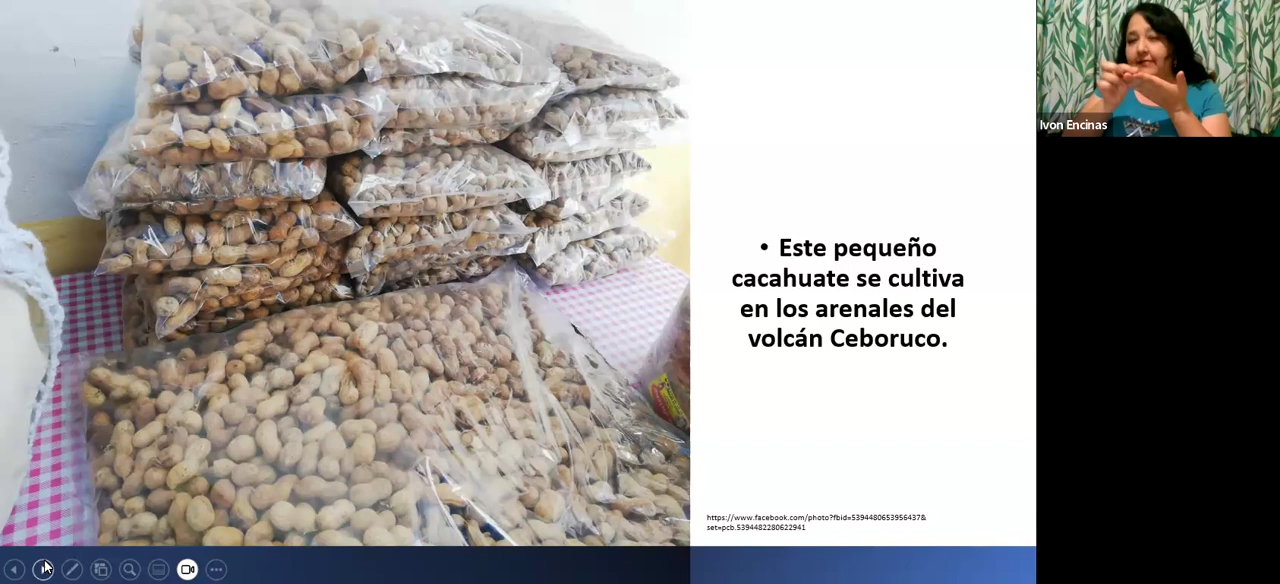 Ivon Encinas
• Este pequeño
cacahuate se cultiva
en los arenales del
volcán Ceboruco.
https://www.facebook.com/photo?fbid=5394480653956437&
set=pcb.5394482280622941